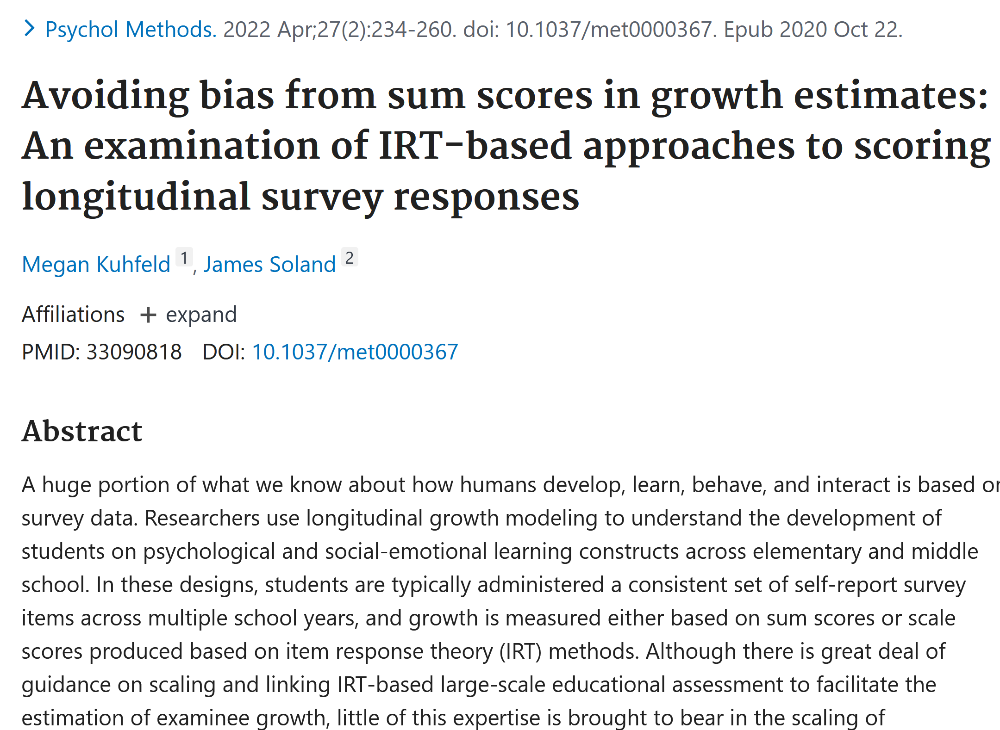 Psychol Methods. 2022 Apr;27(2):234-260. doi: 10.1037/met0000367. Epub 2020 Oct 22.
Avoiding bias from sum scores in growth estimates:
An examination of IRT-based approaches to scoring
longitudinal survey responses
Megan Kuhfeld 1, James Soland 2
Affiliations + expand
PMID: 33090818 DOI: 10.1037/met0000367
Abstract
A huge portion of what we know about how humans develop, learn, behave, and interact is based on
survey data. Researchers use longitudinal growth modeling to understand the development of
students on psychological and social-emotional learning constructs across elementary and middle
school. In these designs, students are typically administered a consistent set of self-report survey
items across multiple school years, and growth is measured either based on sum scores or scale
scores produced based on item response theory (IRT) methods. Although there is great deal of
guidance on scaling and linking IRT-based large-scale educational assessment to facilitate the
estimation of examinee growth, little of this expertise is brought to bear in the scaling of